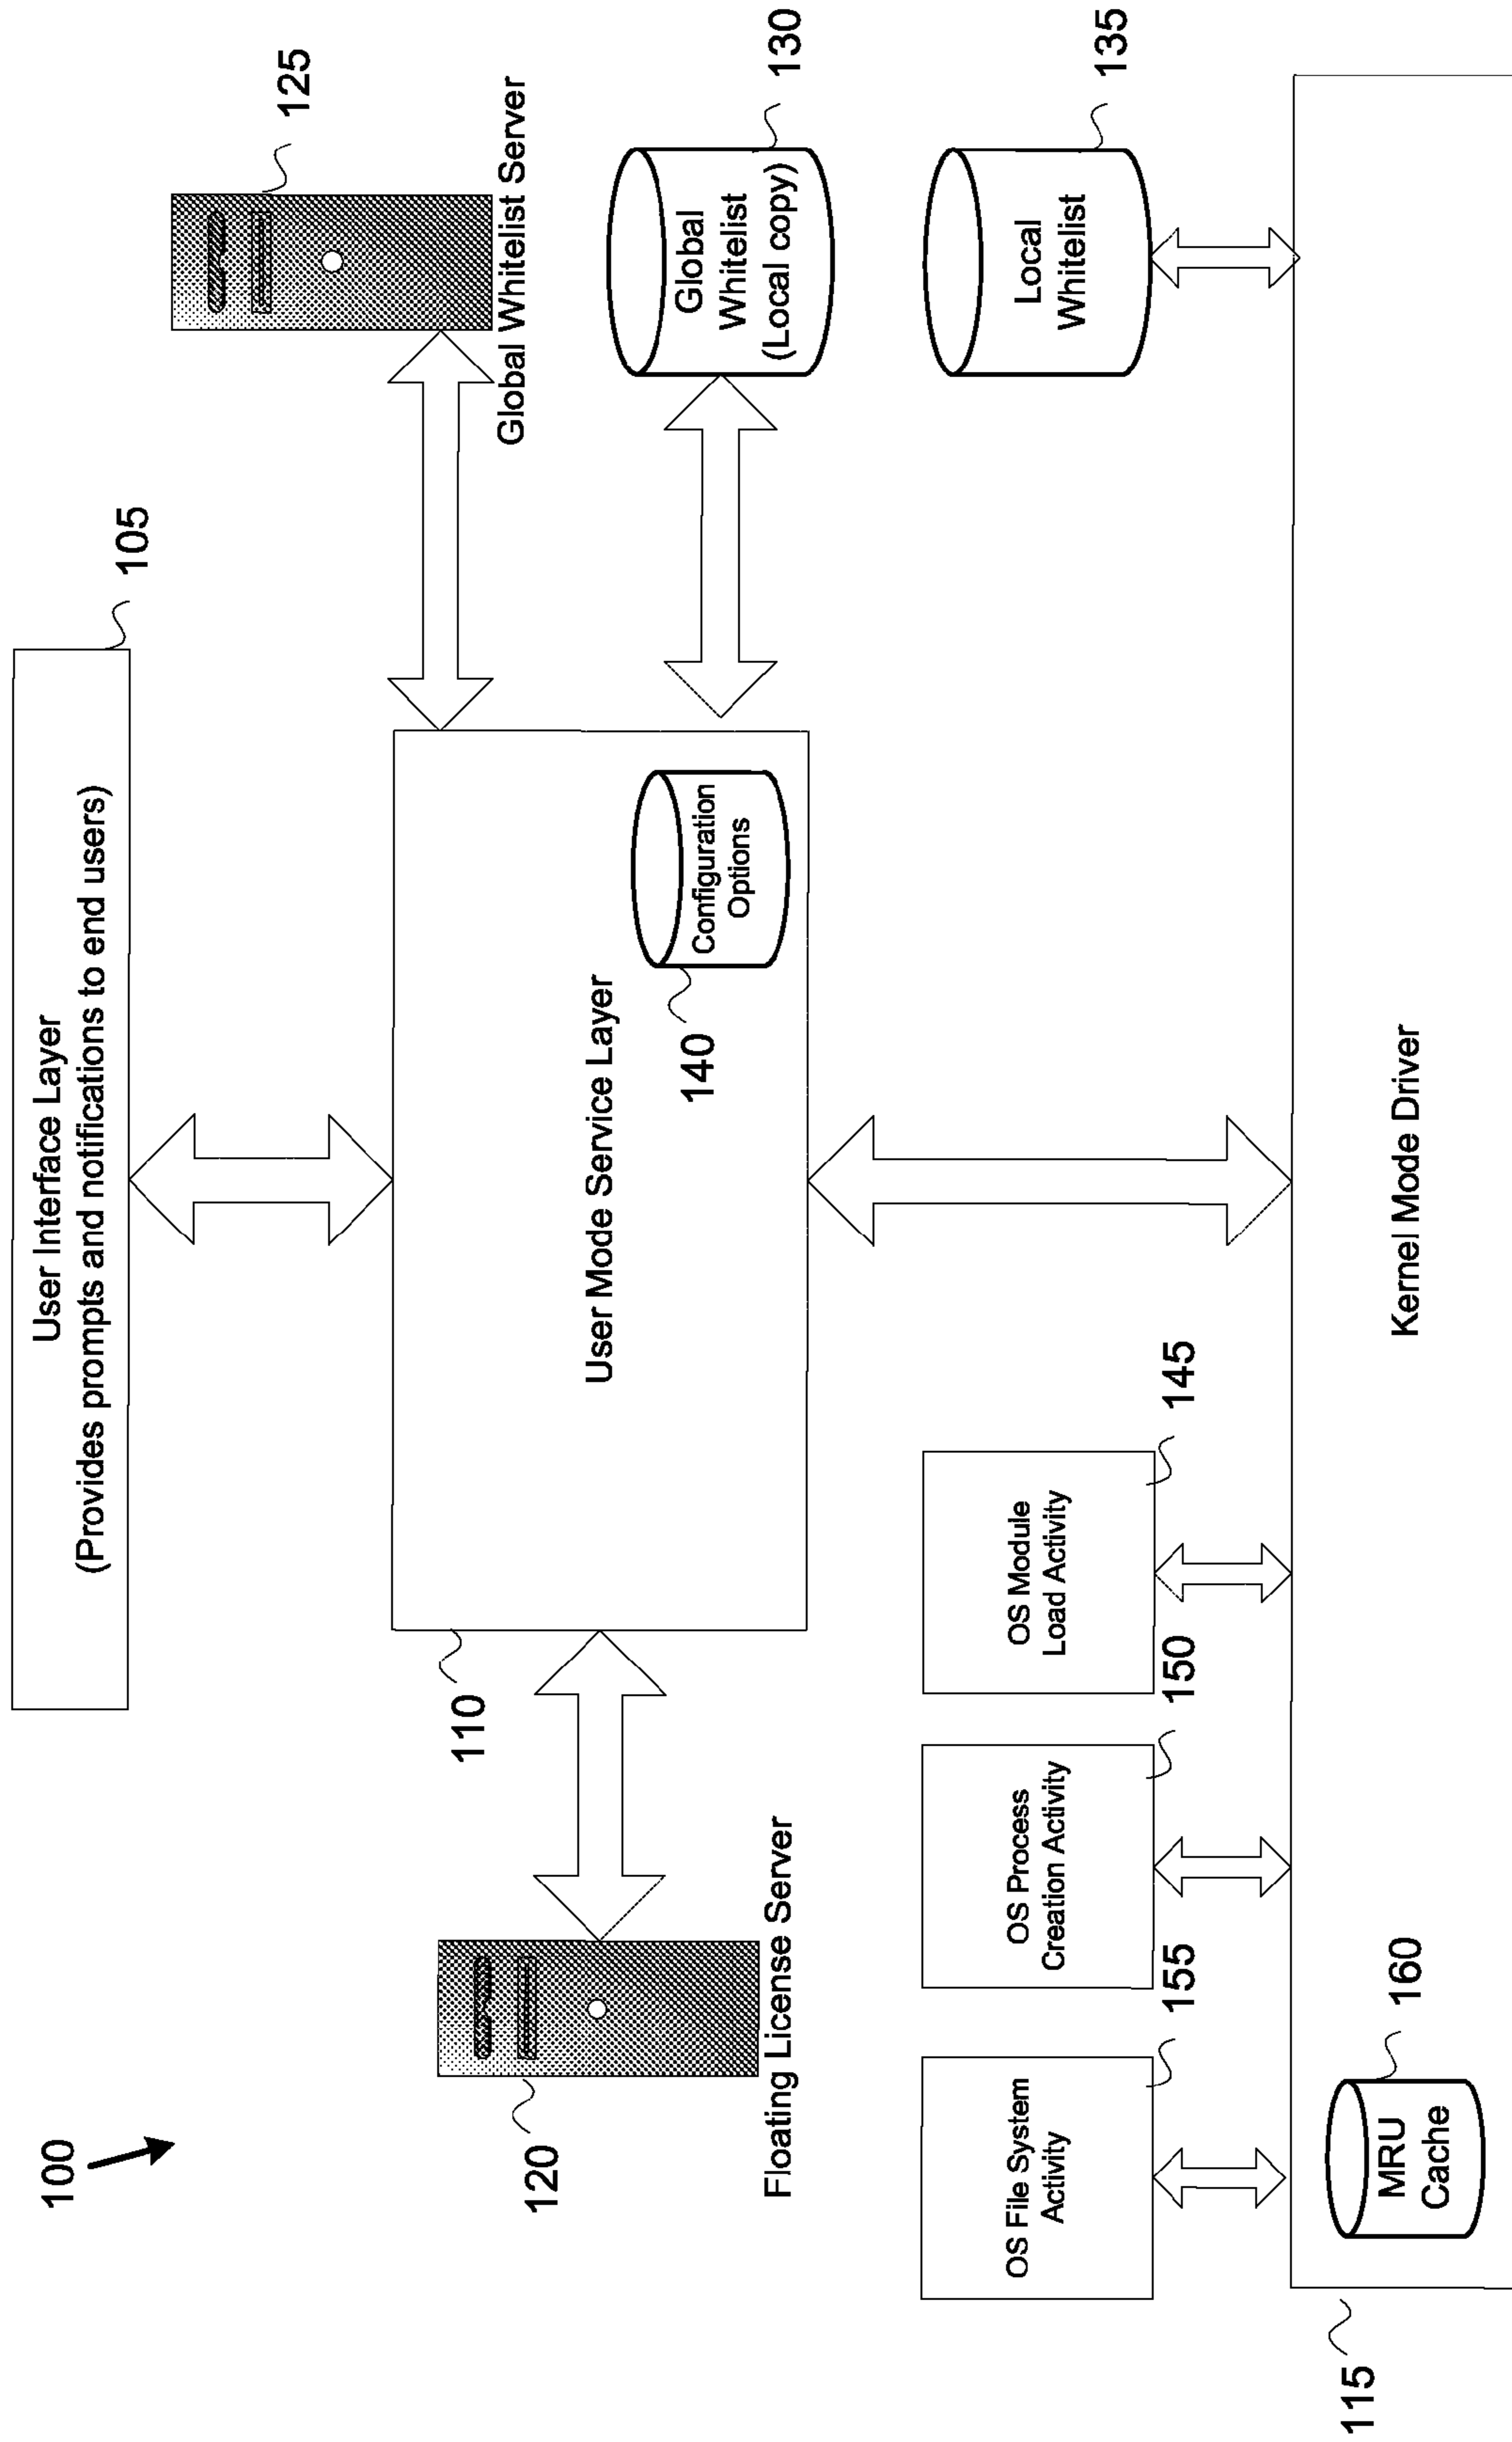 100
User Interface Layer
(Provides prompts and notifications to end users)
105
125
Global Whitelist Server
110
User Mode Service Layer
140
Configuration
Options
120
Floating License Server
Global
Whitelist
(Local copy)
130
OS File System
Activity
155
OS Process
Creation Activity
150
OS Module
Load Activity
145
Local
Whitelist
135
115
MRU
Cache
160
Kernel Mode Driver